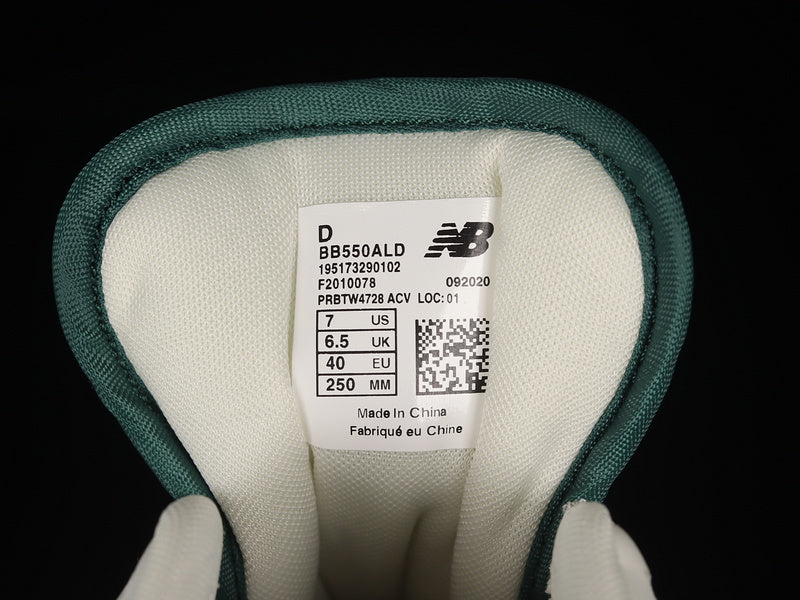 D
NB
BB550ALD
195173290102
F2010078 092020
PRBTW4728 ACV LOC: 01
7 US
6.5 UK
40 EU
250 MM
Made In China
Fabriqué eu Chine